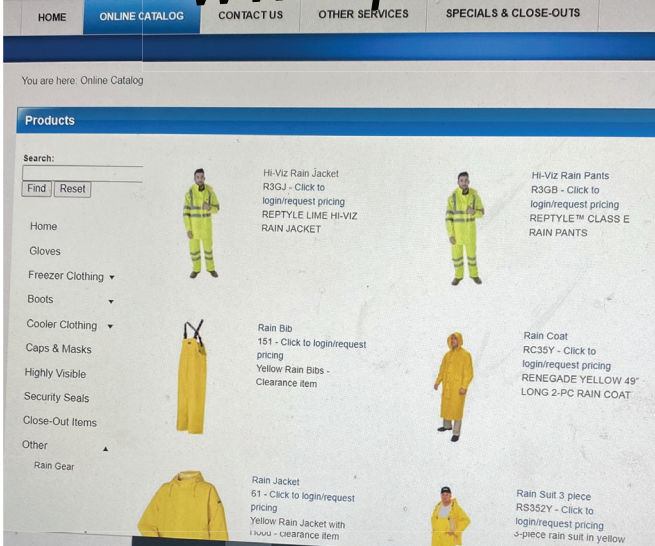 HOME
ONLINE CATALOG
CONTACT US
OTHER SERVICES
SPECIALS & CLOSE-OUTS
You are here: Online Catalog
Products
Search:
Find
Reset
Home
Gloves
Freezer Clothing
Boots
Cooler Clothing
Caps & Masks
Highly Visible
Security Seals
Close-Out Items
Other
Rain Gear
Hi-Viz Rain Jacket
R3GJ - Click to
login/request pricing
REPTYLE LIME HI-VIZ
RAIN JACKET
Hi-Viz Rain Pants
R3GB - Click to
login/request pricing
REPTYLE™ CLASS E
RAIN PANTS
Rain Bib
151 - Click to login/request
pricing
Yellow Rain Bibs -
Clearance item
Rain Coat
RC35Y - Click to
login/request pricing
RENEGADE YELLOW 49"
LONG 2-PC RAIN COAT
Rain Jacket
61 - Click to login/request
pricing
Yellow Rain Jacket with
Hood - Clearance item
Rain Suit 3 piece
RS352Y - Click to
login/request pricing
3-piece rain suit in yellow